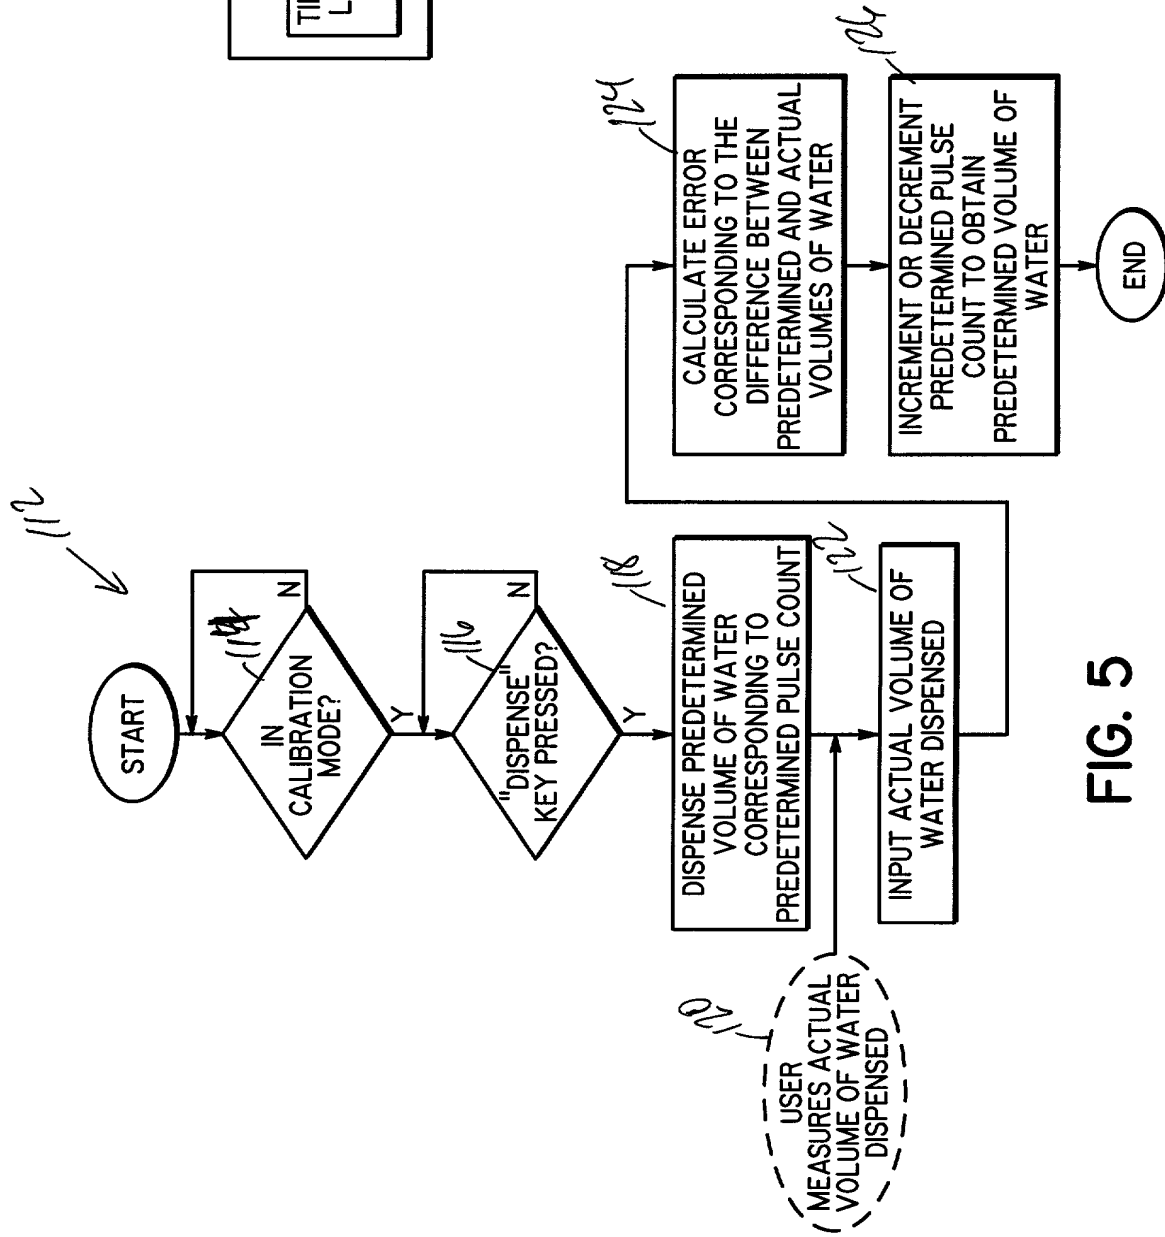 112
START
114
IN
CALIBRATION
MODE?
N
Y
116
"DISPENSE"
KEY PRESSED?
N
Y
118
DISPENSE PREDETERMINED
VOLUME OF WATER
CORRESPONDING TO
PREDETERMINED PULSE COUNT
120
USER
MEASURES ACTUAL
VOLUME OF WATER
DISPENSED
122
INPUT ACTUAL VOLUME OF
WATER DISPENSED
124
CALCULATE ERROR
CORRESPONDING TO THE
DIFFERENCE BETWEEN
PREDETERMINED AND ACTUAL
VOLUMES OF WATER
126
INCREMENT OR DECREMENT
PREDETERMINED PULSE
COUNT TO OBTAIN
PREDETERMINED VOLUME OF
WATER
END
FIG. 5